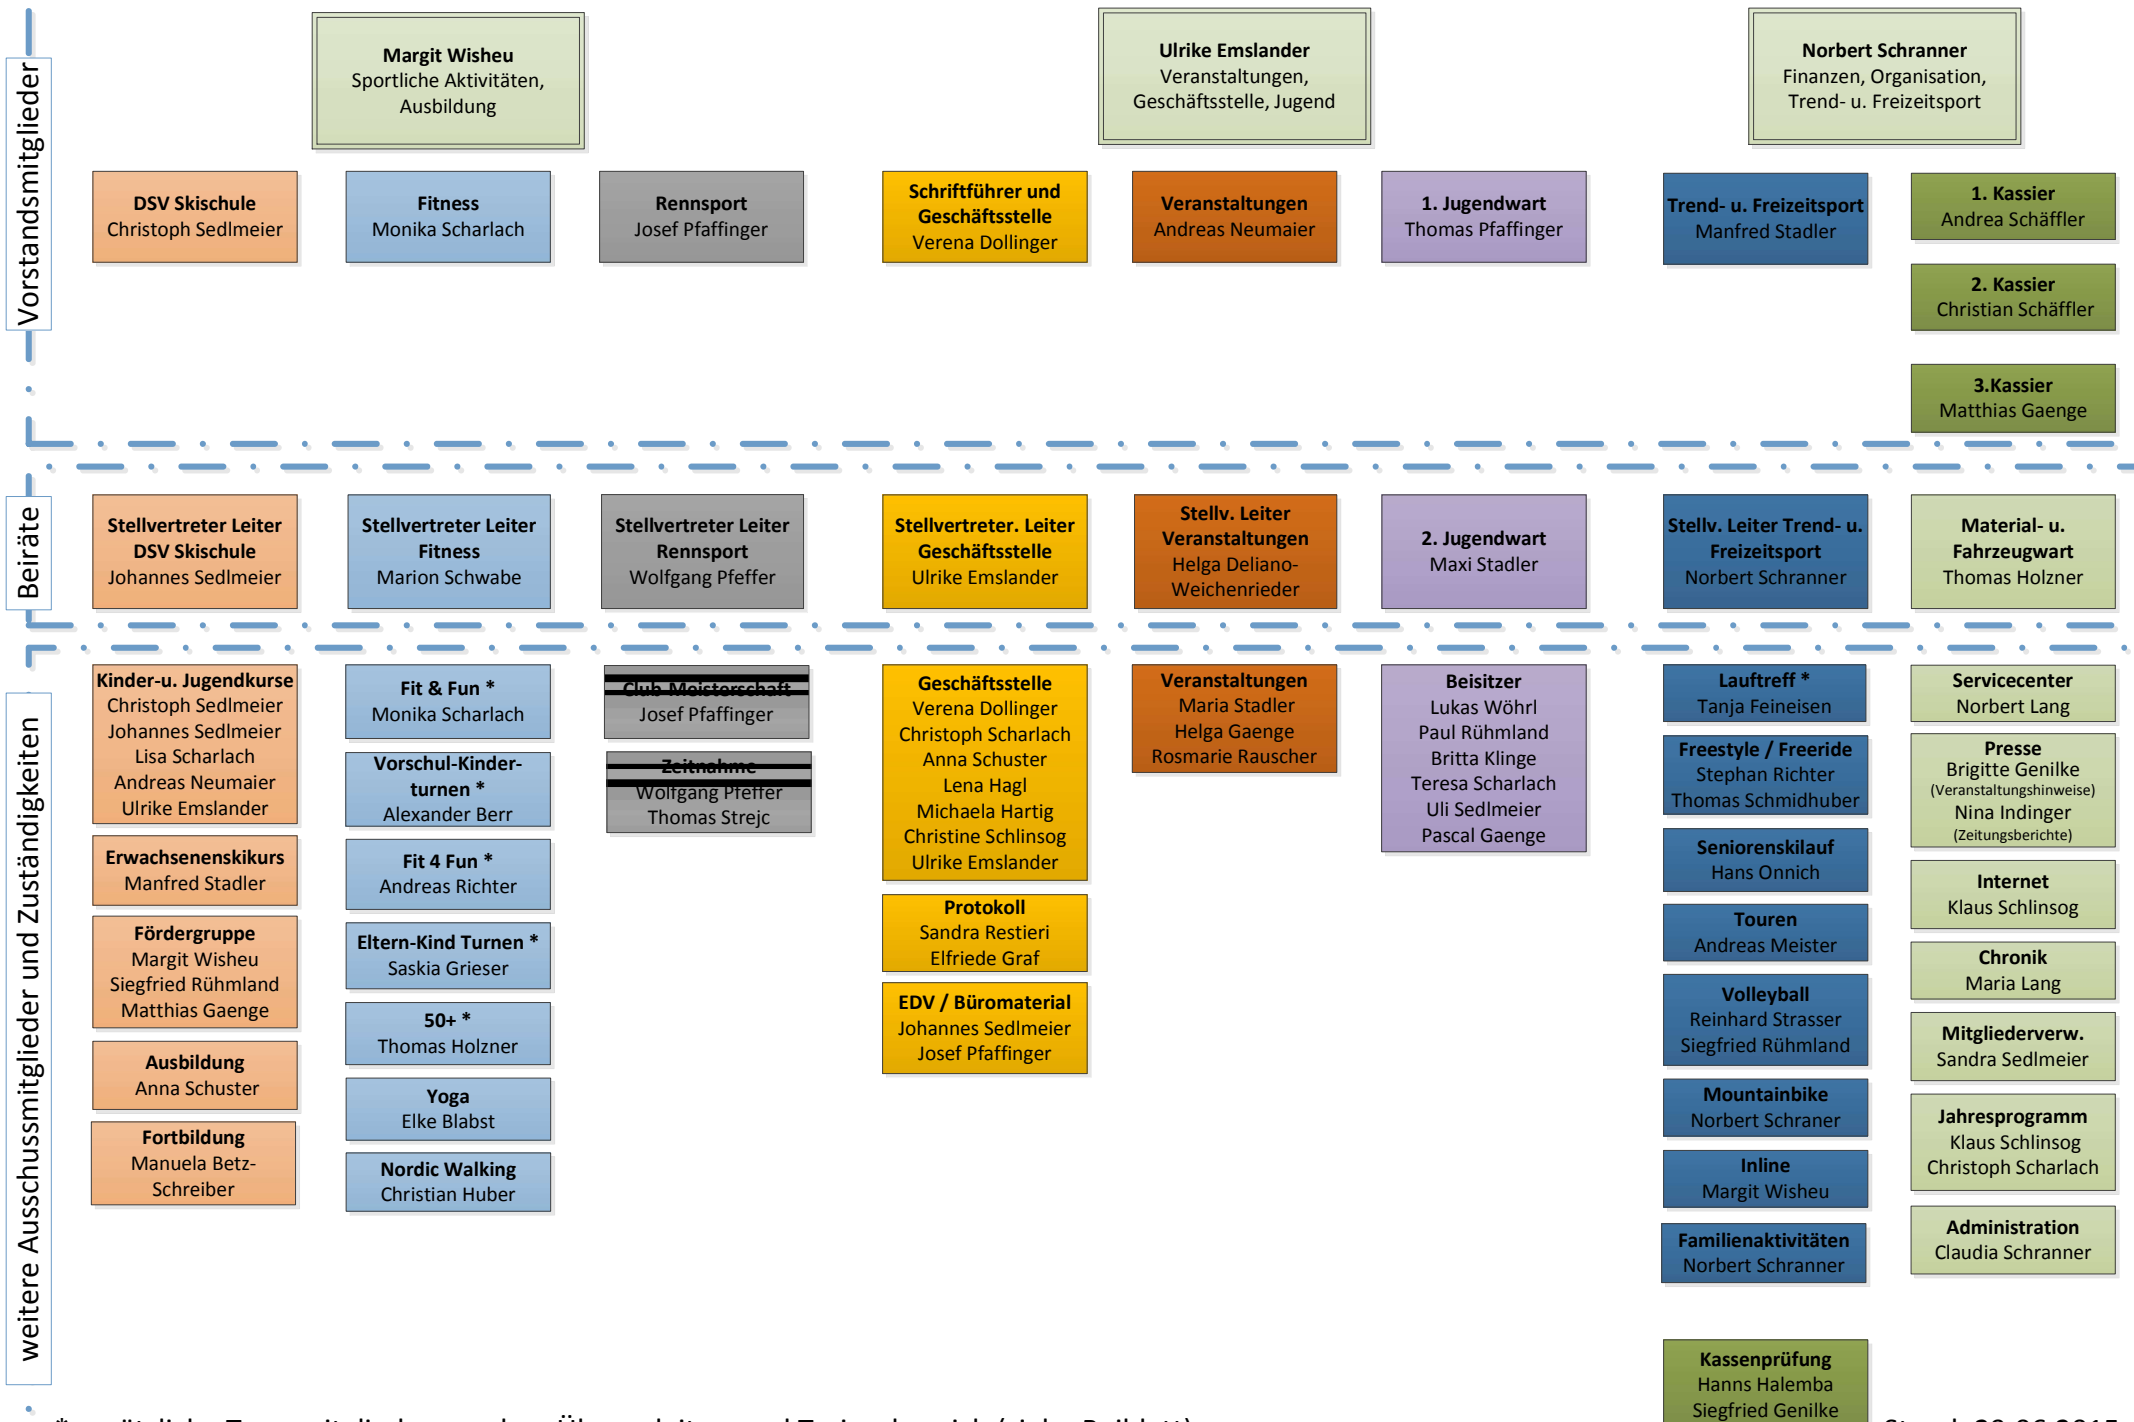 Vorstandsmitglieder
Margit Wisheu
Sportliche Aktivitäten,
Ausbildung
Ulrike Emslander
Veranstaltungen,
Geschäftsstelle, Jugend
Norbert Schranner
Finanzen, Organisation,
Trend- u. Freizeitsport
DSV Skischule
Christoph Sedlmeier
Fitness
Monika Scharlach
Rennsport
Josef Pfaffinger
Schriftführer und
Geschäftsstelle
Verena Dollinger
Veranstaltungen
Andreas Neumaier
1. Jugendwart
Thomas Pfaffinger
Trend- u. Freizeitsport
Manfred Stadler
1. Kassier
Andrea Schäffler
2. Kassier
Christian Schäffler
3.Kassier
Matthias Gaenge
Beiräte
Stellvertreter Leiter
DSV Skischule
Johannes Sedlmeier
Stellvertreter Leiter
Fitness
Marion Schwabe
Stellvertreter Leiter
Rennsport
Wolfgang Pfeffer
Stellvertreter. Leiter
Geschäftsstelle
Ulrike Emslander
Stellv. Leiter
Veranstaltungen
Helga Deliano-
Weichenrieder
2. Jugendwart
Maxi Stadler
Stellv. Leiter Trend- u.
Freizeitsport
Norbert Schranner
Material- u.
Fahrzeugwart
Thomas Holzner
weitere Ausschussmitglieder und Zuständigkeiten
Kinder-u. Jugendkurse
Christoph Sedlmeier
Johannes Sedlmeier
Lisa Scharlach
Andreas Neumaier
Ulrike Emslander
Erwachsenenskikurs
Manfred Stadler
Fördergruppe
Margit Wisheu
Siegfried Rühmland
Matthias Gaenge
Ausbildung
Anna Schuster
Fortbildung
Manuela Betz-
Schreiber
Fit & Fun *
Monika Scharlach
Vorschul-Kinder-
turnen *
Alexander Berr
Fit 4 Fun *
Andreas Richter
Eltern-Kind Turnen *
Saskia Grieser
50+ *
Thomas Holzner
Yoga
Elke Blabst
Nordic Walking
Christian Huber
Club-Meisterschaft
Josef Pfaffinger
Zeitnahme
Wolfgang Pfeffer
Thomas Strejc
Geschäftsstelle
Verena Dollinger
Christoph Scharlach
Anna Schuster
Lena Hagl
Michaela Hartig
Christine Schlinsog
Ulrike Emslander
Protokoll
Sandra Restieri
Elfriede Graf
EDV / Büromaterial
Johannes Sedlmeier
Josef Pfaffinger
Veranstaltungen
Maria Stadler
Helga Gaenge
Rosmarie Rauscher
Beisitzer
Lukas Wöhrl
Paul Rühmland
Britta Klinge
Teresa Scharlach
Uli Sedlmeier
Pascal Gaenge
Lauftreff *
Tanja Feineisen
Freestyle / Freeride
Stephan Richter
Thomas Schmidhuber
Seniorenskilauf
Hans Onnich
Touren
Andreas Meister
Volleyball
Reinhard Strasser
Siegfried Rühmland
Mountainbike
Norbert Schraner
Inline
Margit Wisheu
Familienaktivitäten
Norbert Schranner
Kassenprüfung
Hanns Halemba
Siegfried Genilke
Servicecenter
Norbert Lang
Presse
Brigitte Genilke
(Veranstaltungshinweise)
Nina Indinger
(Zeitungsberichte)
Internet
Klaus Schlinsog
Chronik
Maria Lang
Mitgliederverw.
Sandra Sedlmeier
Jahresprogramm
Klaus Schlinsog
Christoph Scharlach
Administration
Claudia Schranner